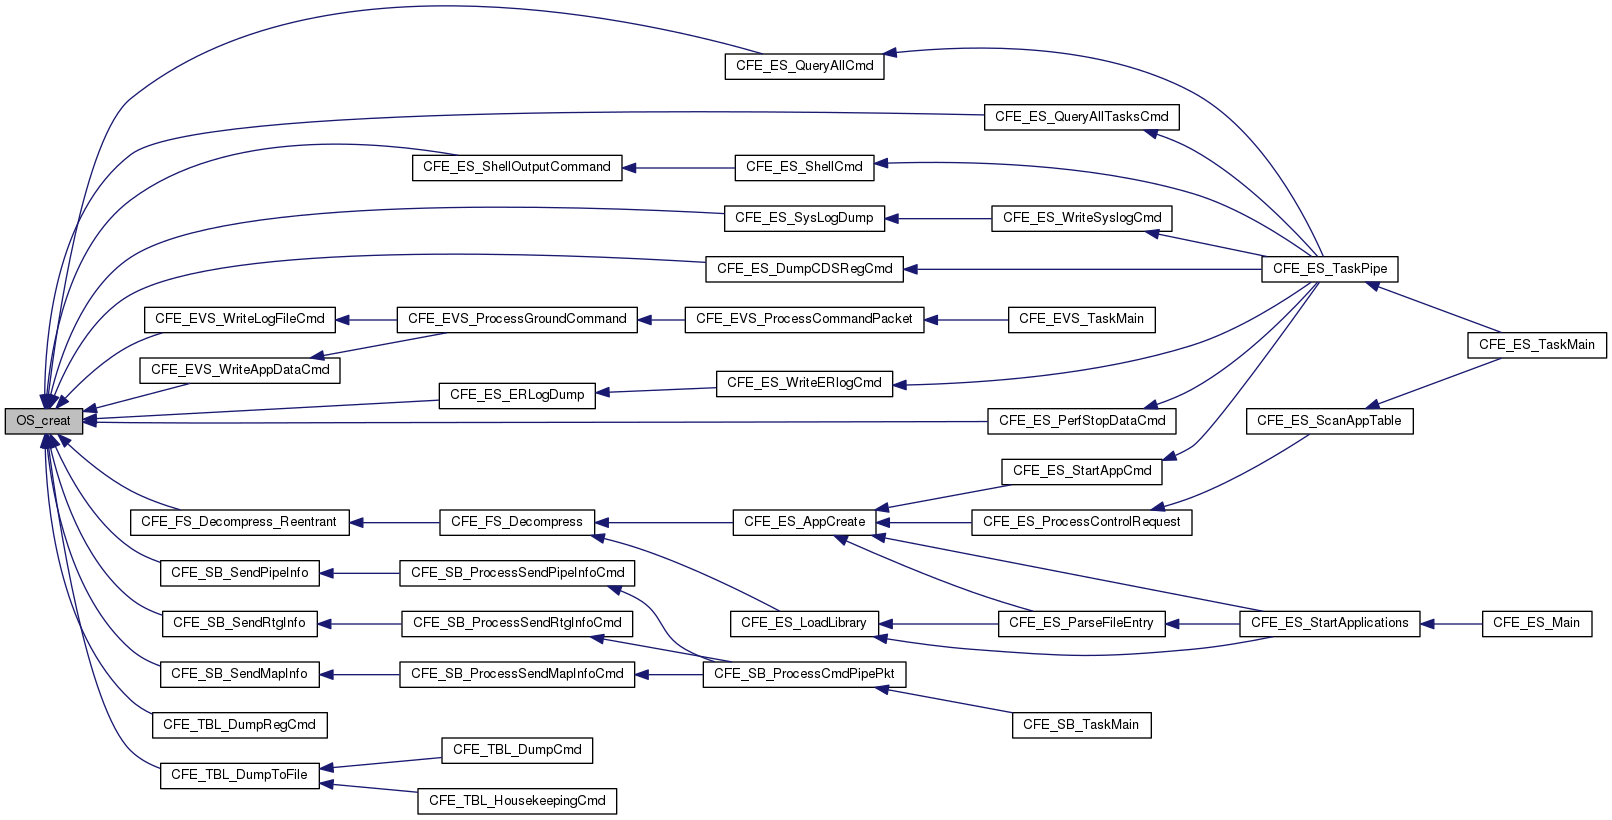 CFE_ES_QueryAllCmd
CFE_ES_QueryAllTasksCmd
CFE_ES_ShellOutputCommand
CFE_ES_ShellCmd
CFE_ES_SysLogDump
CFE_ES_WriteSyslogCmd
CFE_ES_DumpCDSRegCmd
CFE_ES_TaskPipe
CFE_EVS_WriteLogFileCmd
CFE_EVS_ProcessGroundCommand
CFE_EVS_ProcessCommandPacket
CFE_EVS_TaskMain
CFE_ES_TaskMain
CFE_EVS_WriteAppDataCmd
CFE_ES_ERLogDump
CFE_ES_WriteERlogCmd
OS_creat
CFE_ES_PerfStopDataCmd
CFE_ES_ScanAppTable
CFE_ES_StartAppCmd
CFE_FS_Decompress_Reentrant
CFE_FS_Decompress
CFE_ES_AppCreate
CFE_ES_ProcessControlRequest
CFE_SB_SendPipeInfo
CFE_SB_ProcessSendPipeInfoCmd
CFE_SB_SendRtgInfo
CFE_SB_ProcessSendRtgInfoCmd
CFE_ES_LoadLibrary
CFE_ES_ParseFileEntry
CFE_ES_StartApplications
CFE_ES_Main
CFE_SB_SendMapInfo
CFE_SB_ProcessSendMapInfoCmd
CFE_SB_ProcessCmdPipePkt
CFE_TBL_DumpRegCmd
CFE_SB_TaskMain
CFE_TBL_DumpCmd
CFE_TBL_DumpToFile
CFE_TBL_HousekeepingCmd